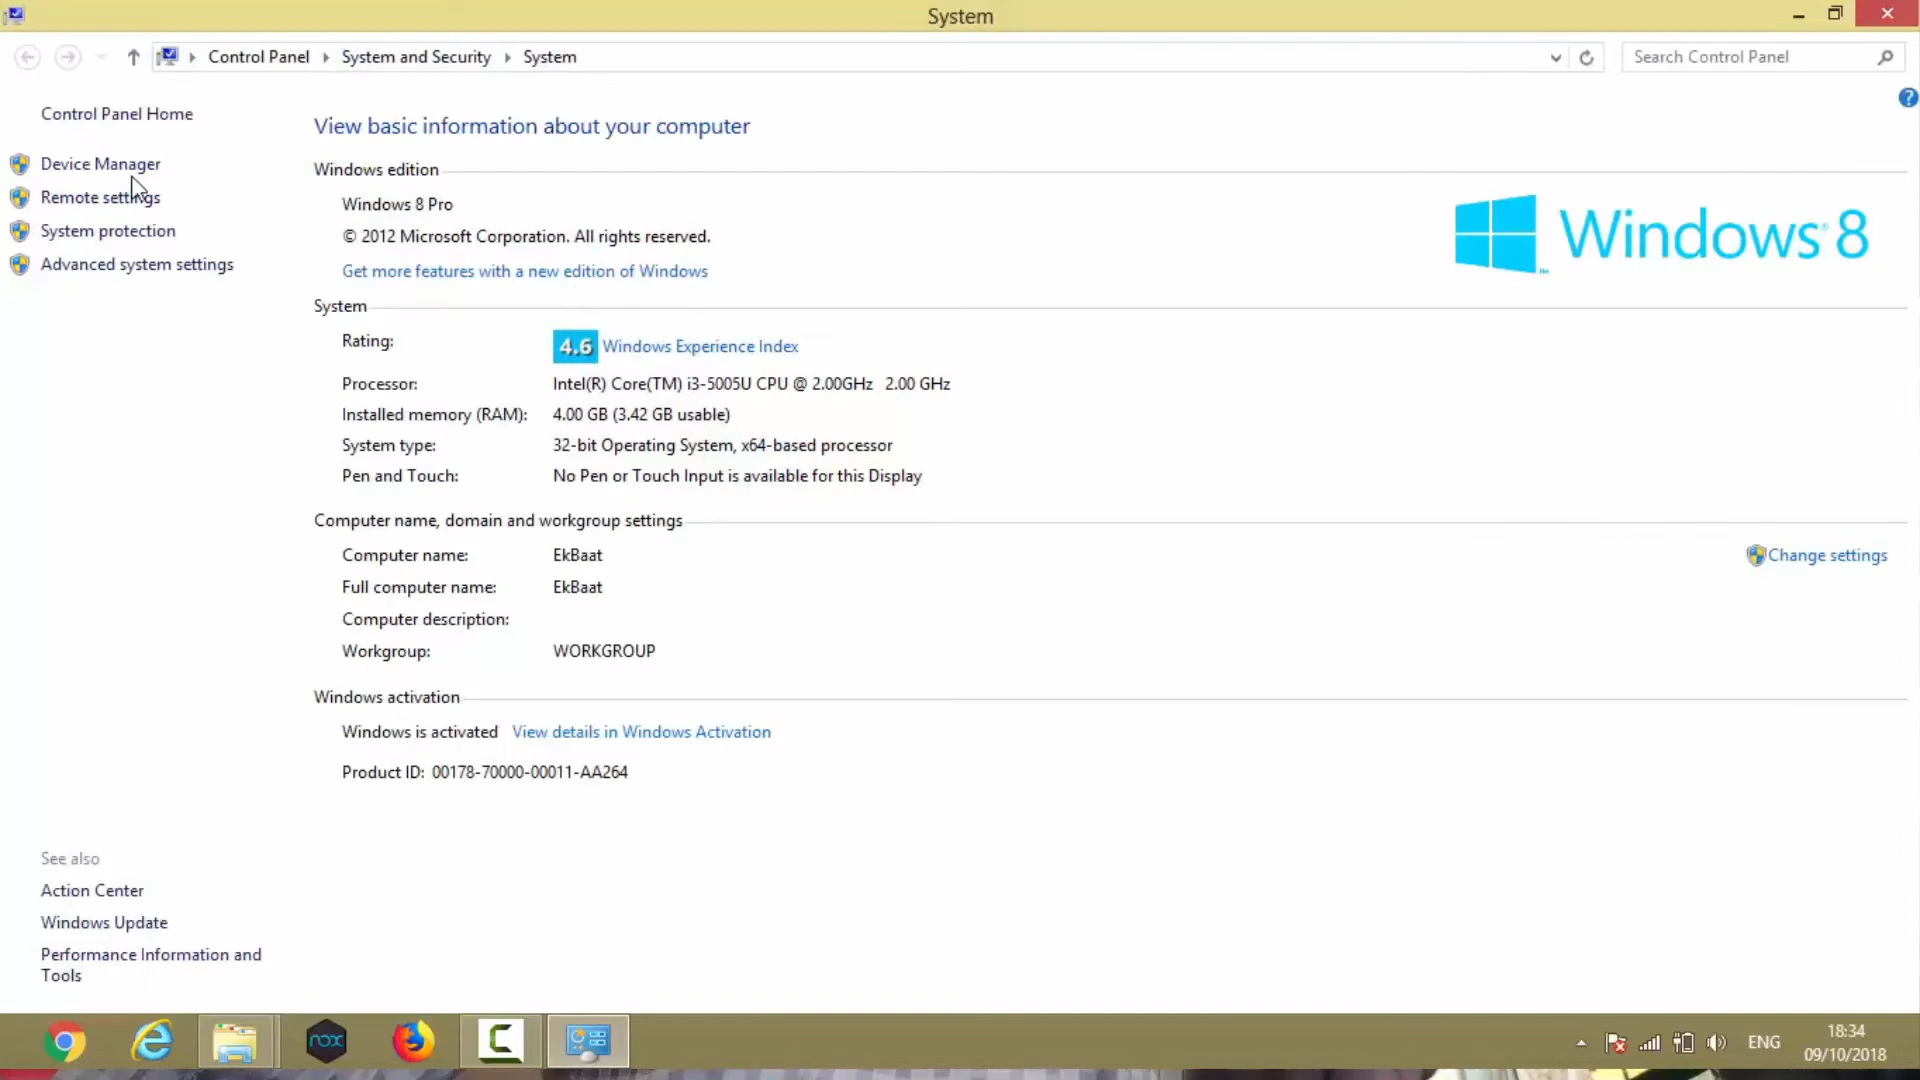 System
Control Panel System and Security System
Search Control Panel
?
Control Panel Home
Device Manager
Remote settings
System protection
Advanced system settings
View basic information about your computer
Windows edition
Windows 8 Pro
© 2012 Microsoft Corporation. All rights reserved.
Get more features with a new edition of Windows
Windows 8
System
Rating: 4.6 Windows Experience Index
Processor: Intel(R) Core(TM) i3-5005U CPU @ 2.00GHz 2.00 GHz
Installed memory (RAM): 4.00 GB (3.42 GB usable)
System type: 32-bit Operating System, x64-based processor
Pen and Touch: No Pen or Touch Input is available for this Display
Computer name, domain and workgroup settings
Computer name: EkBaat
Change settings
Full computer name: EkBaat
Computer description:
Workgroup: WORKGROUP
Windows activation
Windows is activated View details in Windows Activation
Product ID: 00178-70000-00011-AA264
See also
Action Center
Windows Update
Performance Information and
Tools
nox
ENG
18:34
09/10/2018